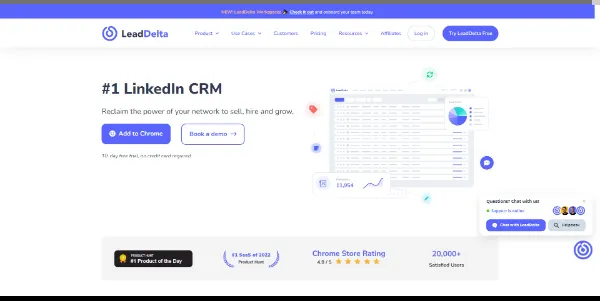 NEW! LeadDelta Workspaces Check it out and onboard your team today.
LeadDelta
Product
Use Cases
Customers
Pricing
Resources
Affiliates
Log in
Try LeadDelta Free
#1 LinkedIn CRM
Reclaim the power of your network to sell, hire and grow.
Add to Chrome
Book a demo →
10-day free trial, no credit card required
11,954
Questions? Chat with us!
Chat with LeadDelta
PRODUCT HUNT
#1 Product of the Day
#1 SaaS of 2022
Product Hunt
Chrome Store Rating
4.9 / 5
20,000+
Satisfied Users